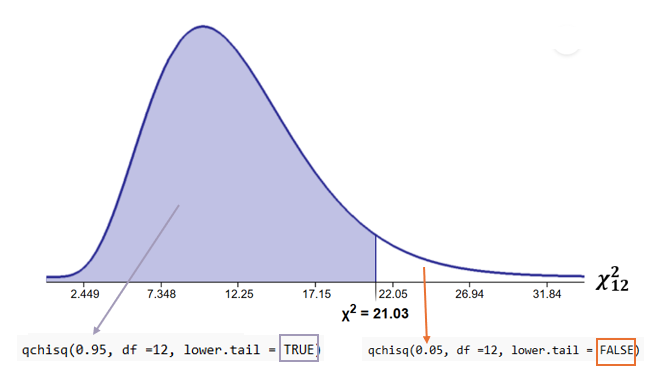 χ²₁₂
2.449 7.348 12.25 17.15 22.05 26.94 31.84
χ² = 21.03
qchisq(0.95, df =12, lower.tail = TRUE) qchisq(0.05, df =12, lower.tail = FALSE)